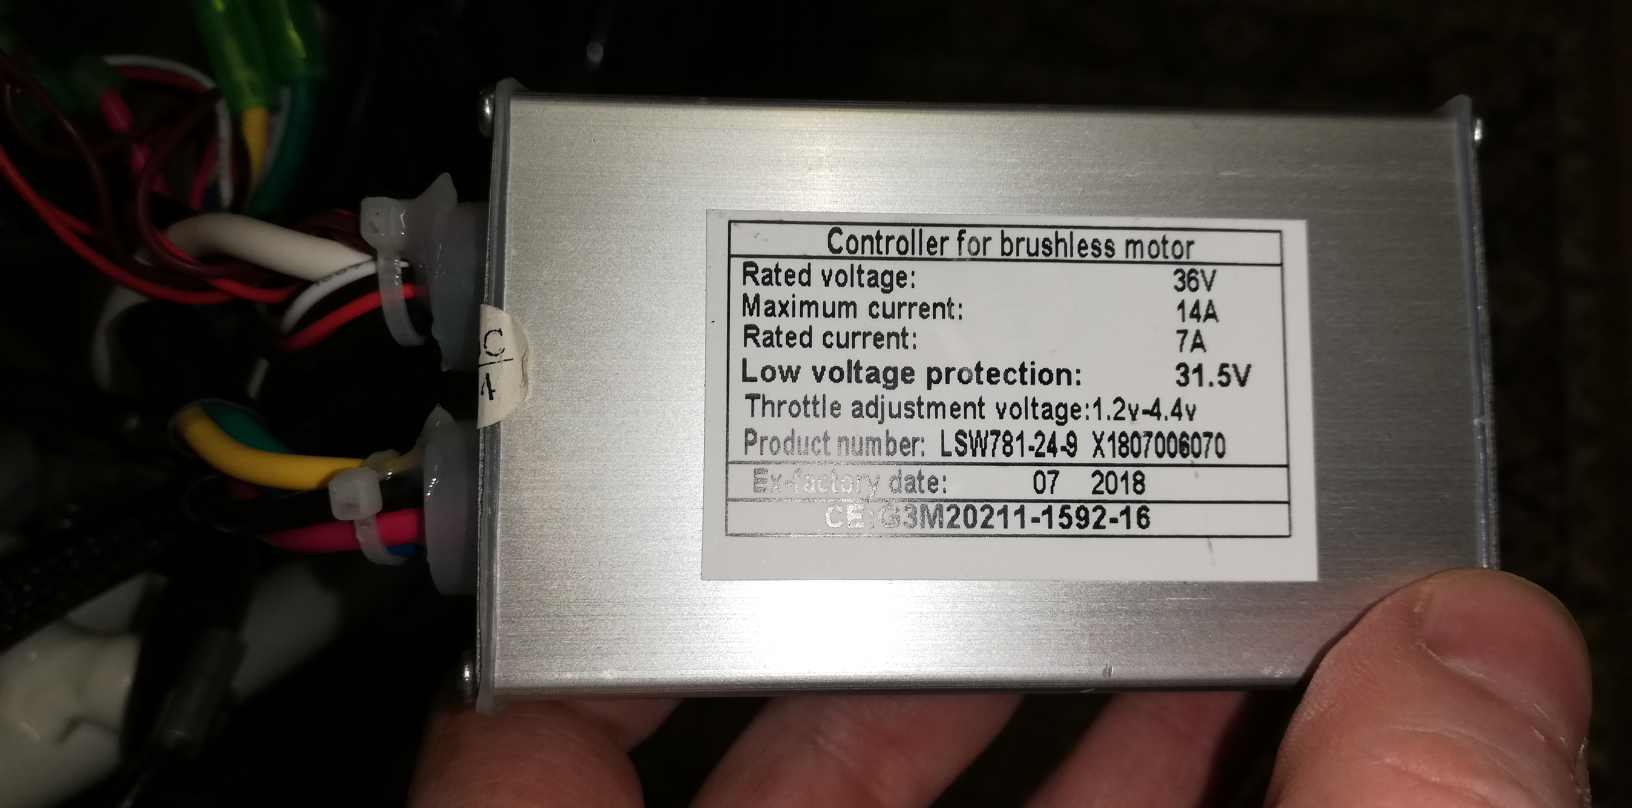 Controller for brushless motor
Rated voltage: 36V
Maximum current: 14A
Rated current: 7A
Low voltage protection: 31.5V
Throttle adjustment voltage:1.2v-4.4v
Product number: LSW781-24-9 X1807006070
Ex-factory date: 07 2018
CE:G3M20211-1592-16
C
4